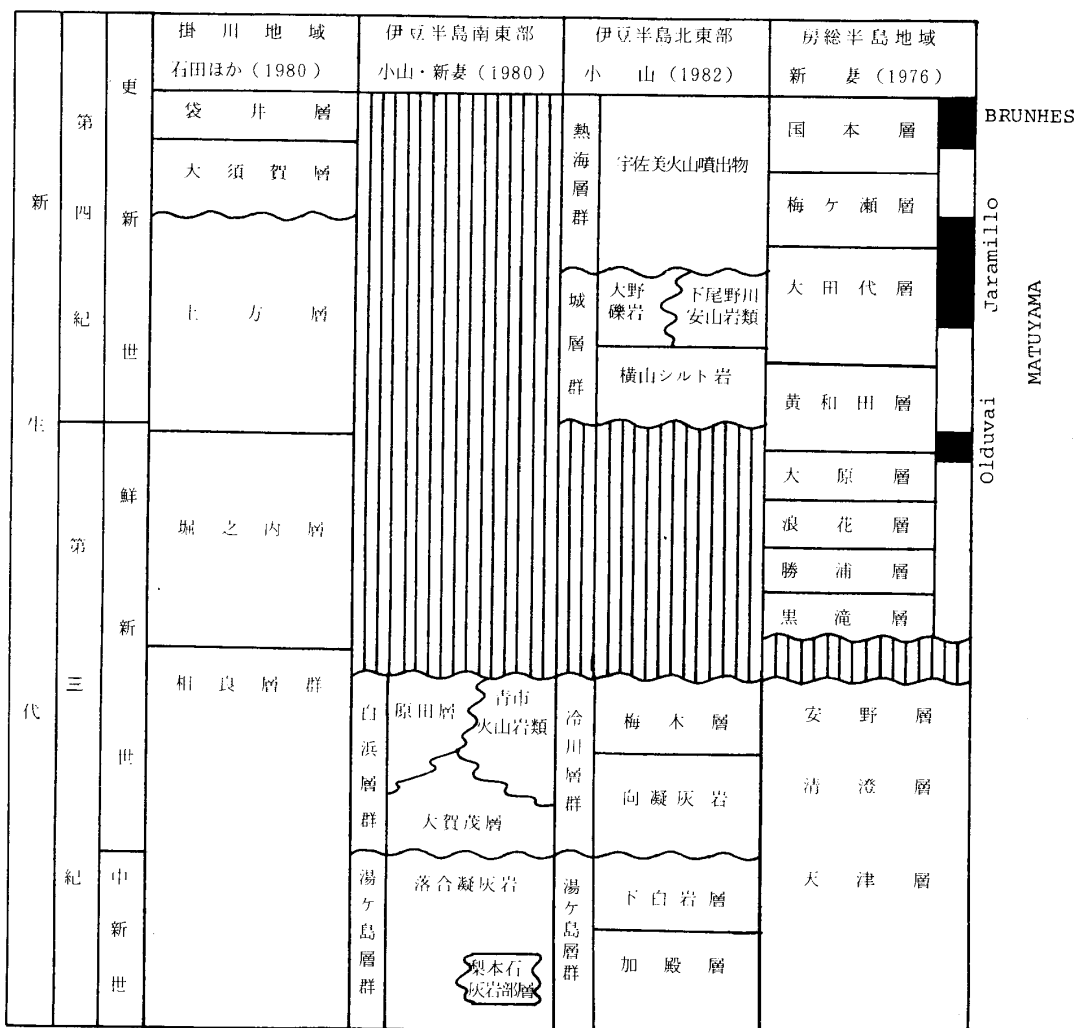 掛川地域
石田ほか(1980)
伊豆半島南東部
小山・新妻(1980)
伊豆半島北東部
小山(1982)
房総半島地域
新妻(1976)
新生代
第四紀
第三紀
更新世
鮮新世
中新世
袋井層
大須賀層
土方層
堀之内層
相良層群
白浜層群
原田層
青市
火山岩類
大賀茂層
湯ケ島層群
落合凝灰岩
梨本石
灰岩部層
熱海層群
宇佐美火山噴出物
城層群
大野
礫岩
下尾野川
安山岩類
横山シルト岩
冷川層群
梅木層
向凝灰岩
湯ケ島層群
下白岩層
加殿層
国本層
梅ケ瀬層
大田代層
黄和田層
大原層
浪花層
勝浦層
黒滝層
安野層
清澄層
天津層
BRUNHES
Jaramillo
Olduvai
MATUYAMA